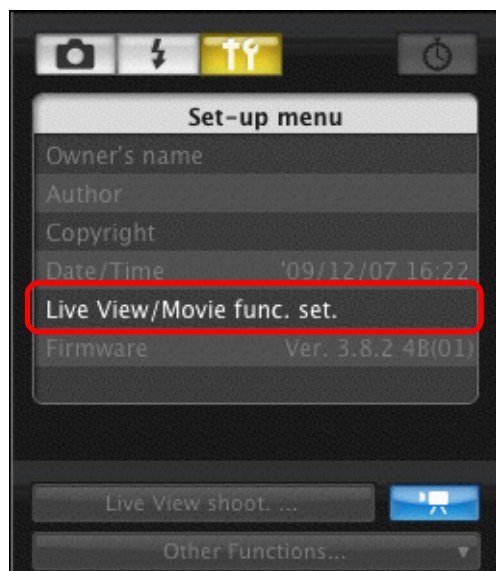 Set-up menu
Owner's name
Author
Copyright
Date/Time '09/12/07 16:22
Live View/Movie func. set.
Firmware Ver. 3.8.2 4B(01)
Live View shoot. ...
Other Functions...